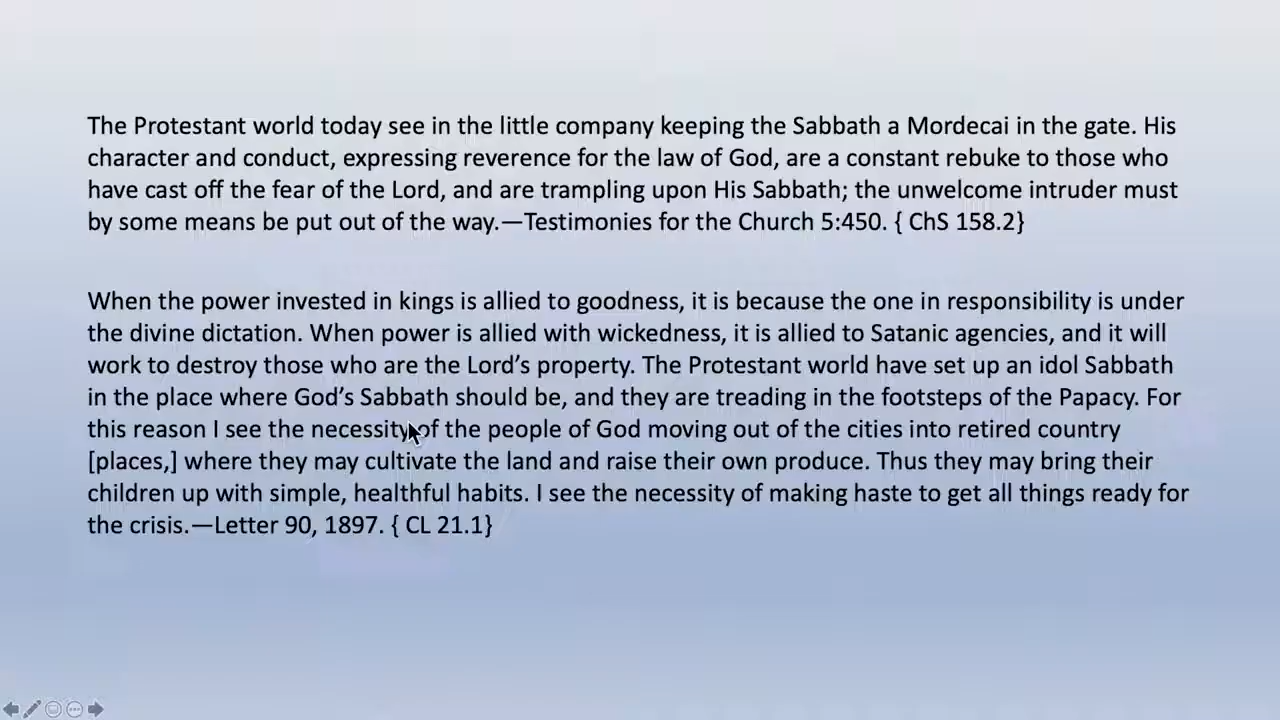 The Protestant world today see in the little company keeping the Sabbath a Mordecai in the gate. His
character and conduct, expressing reverence for the law of God, are a constant rebuke to those who
have cast off the fear of the Lord, and are trampling upon His Sabbath; the unwelcome intruder must
by some means be put out of the way.—Testimonies for the Church 5:450. { ChS 158.2}
When the power invested in kings is allied to goodness, it is because the one in responsibility is under
the divine dictation. When power is allied with wickedness, it is allied to Satanic agencies, and it will
work to destroy those who are the Lord’s property. The Protestant world have set up an idol Sabbath
in the place where God’s Sabbath should be, and they are treading in the footsteps of the Papacy. For
this reason I see the necessity of the people of God moving out of the cities into retired country
[places,] where they may cultivate the land and raise their own produce. Thus they may bring their
children up with simple, healthful habits. I see the necessity of making haste to get all things ready for
the crisis.—Letter 90, 1897. { CL 21.1}